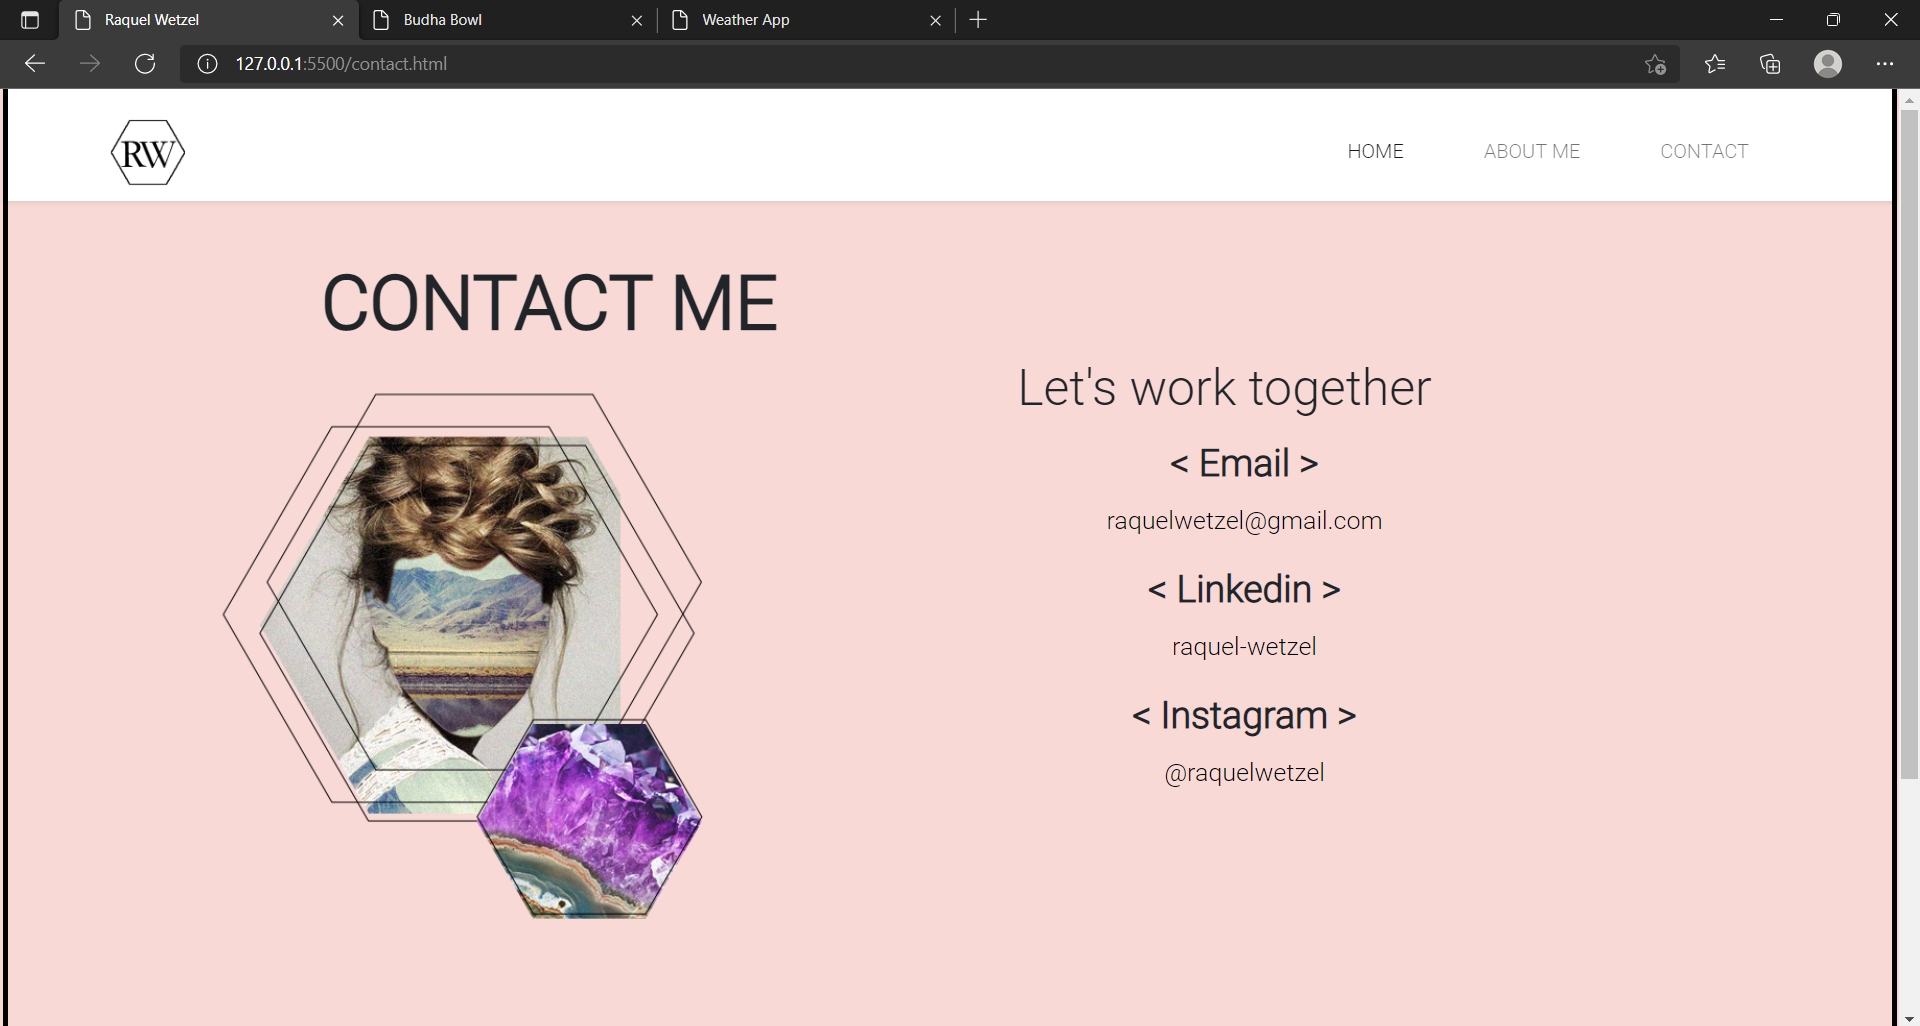 Raquel Wetzel
Budha Bowl
Weather App
127.0.0.1:5500/contact.html
RW
HOME
ABOUT ME
CONTACT
CONTACT ME
Let's work together
< Email >
raquelwetzel@gmail.com
< Linkedin >
raquel-wetzel
< Instagram >
@raquelwetzel